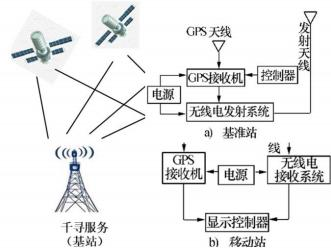 GPS天线
发射天线
GPS接收机
控制器
电源
无线电发射系统
a) 基准站
线
GPS
接收机
电源
无线电
接收系统
显示控制器
b) 移动站
千寻服务
(基站)